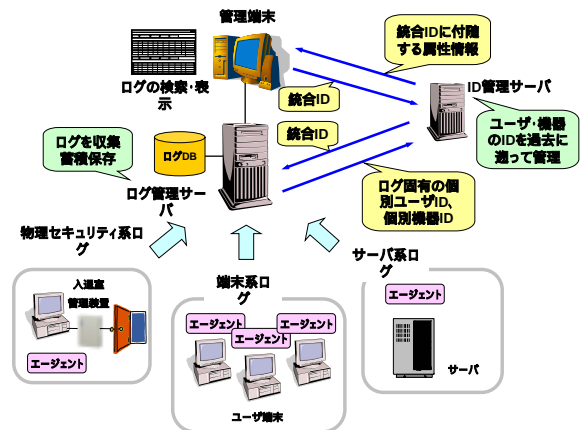 管理端末
統合IDに付随
する属性情報
ログの検索・表
示
ID管理サーバ
統合ID
統合ID
ユーザ・機器
のIDを過去に
遡って管理
ログを収集
蓄積保存
ログDB
ログ管理サー
バ
ログ固有の個
別ユーザID、
個別機器ID
物理セキュリティ系ロ
グ
端末系ロ
グ
サーバ系ロ
グ
入退室
管理装置
エージェント
エージェント
エージェント
エージェント
ユーザ端末
エージェント
サーバ